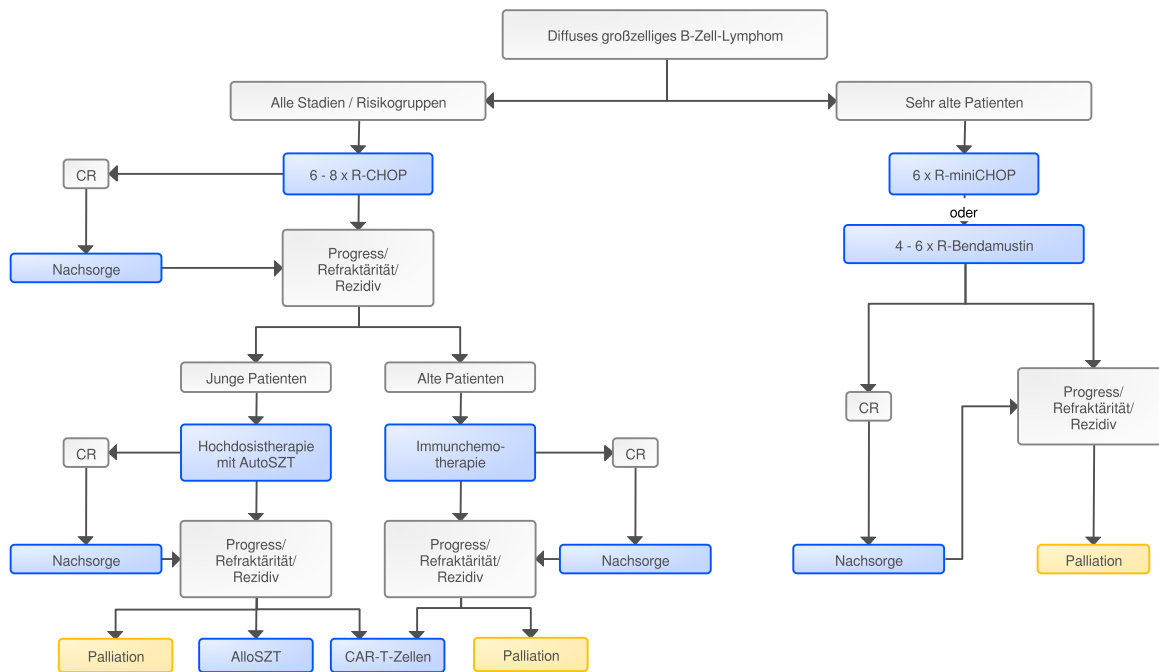 Diffuses großzelliges B-Zell-Lymphom
Alle Stadien / Risikogruppen
Sehr alte Patienten
CR
6 - 8 x R-CHOP
6 x R-miniCHOP
oder
4 - 6 x R-Bendamustin
Nachsorge
Progress/
Refraktärität/
Rezidiv
Junge Patienten
Alte Patienten
CR
Progress/
Refraktärität/
Rezidiv
CR
Hochdosistherapie
mit AutoSZT
Immunchemo-
therapie
CR
Nachsorge
Progress/
Refraktärität/
Rezidiv
Progress/
Refraktärität/
Rezidiv
Nachsorge
Nachsorge
Palliation
Palliation
AlloSZT
CAR-T-Zellen
Palliation